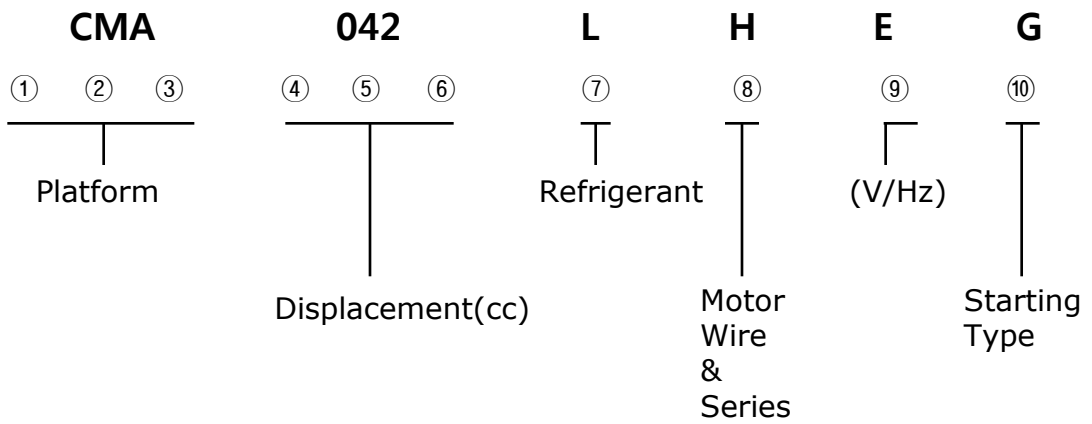 CMA 042 L H E G
① ② ③ ④ ⑤ ⑥ ⑦ ⑧ ⑨ ⑩
Platform Refrigerant (V/Hz)
Displacement(cc)
Motor
Wire
&
Series
Starting
Type